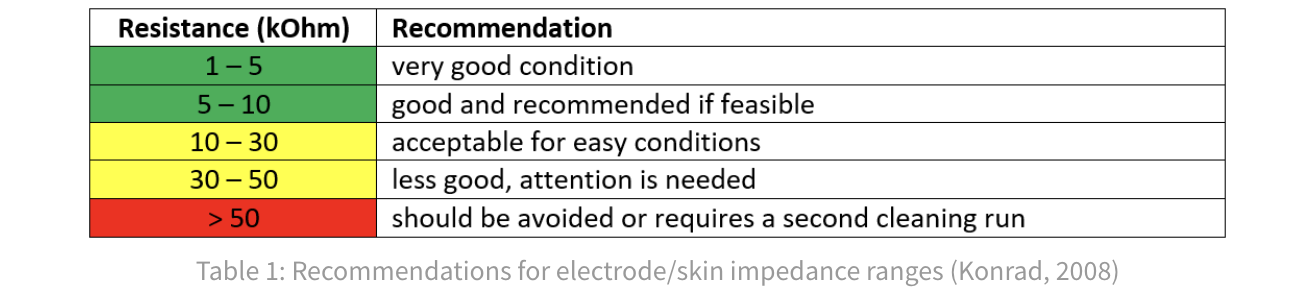 Resistance (kOhm) Recommendation
1 – 5 very good condition
5 – 10 good and recommended if feasible
10 – 30 acceptable for easy conditions
30 – 50 less good, attention is needed
> 50 should be avoided or requires a second cleaning run
Table 1: Recommendations for electrode/skin impedance ranges (Konrad, 2008)